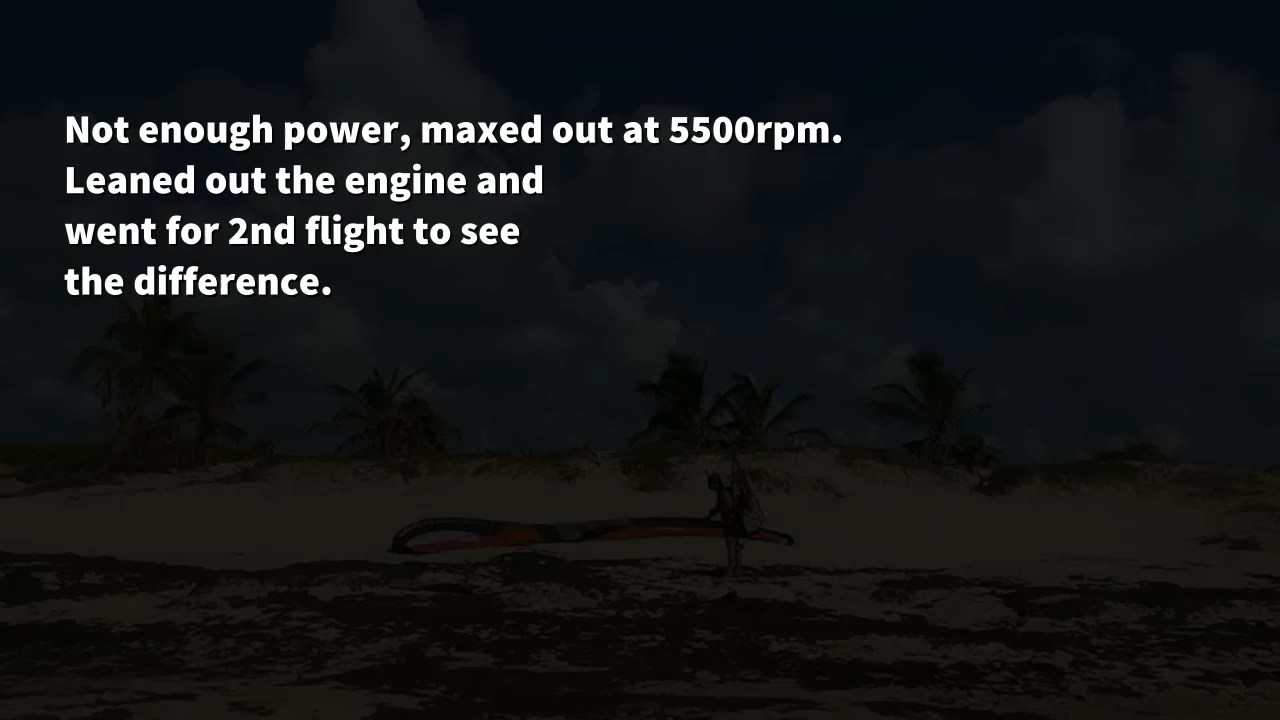 Not enough power, maxed out at 5500rpm.
Leaned out the engine and
went for 2nd flight to see
the difference.